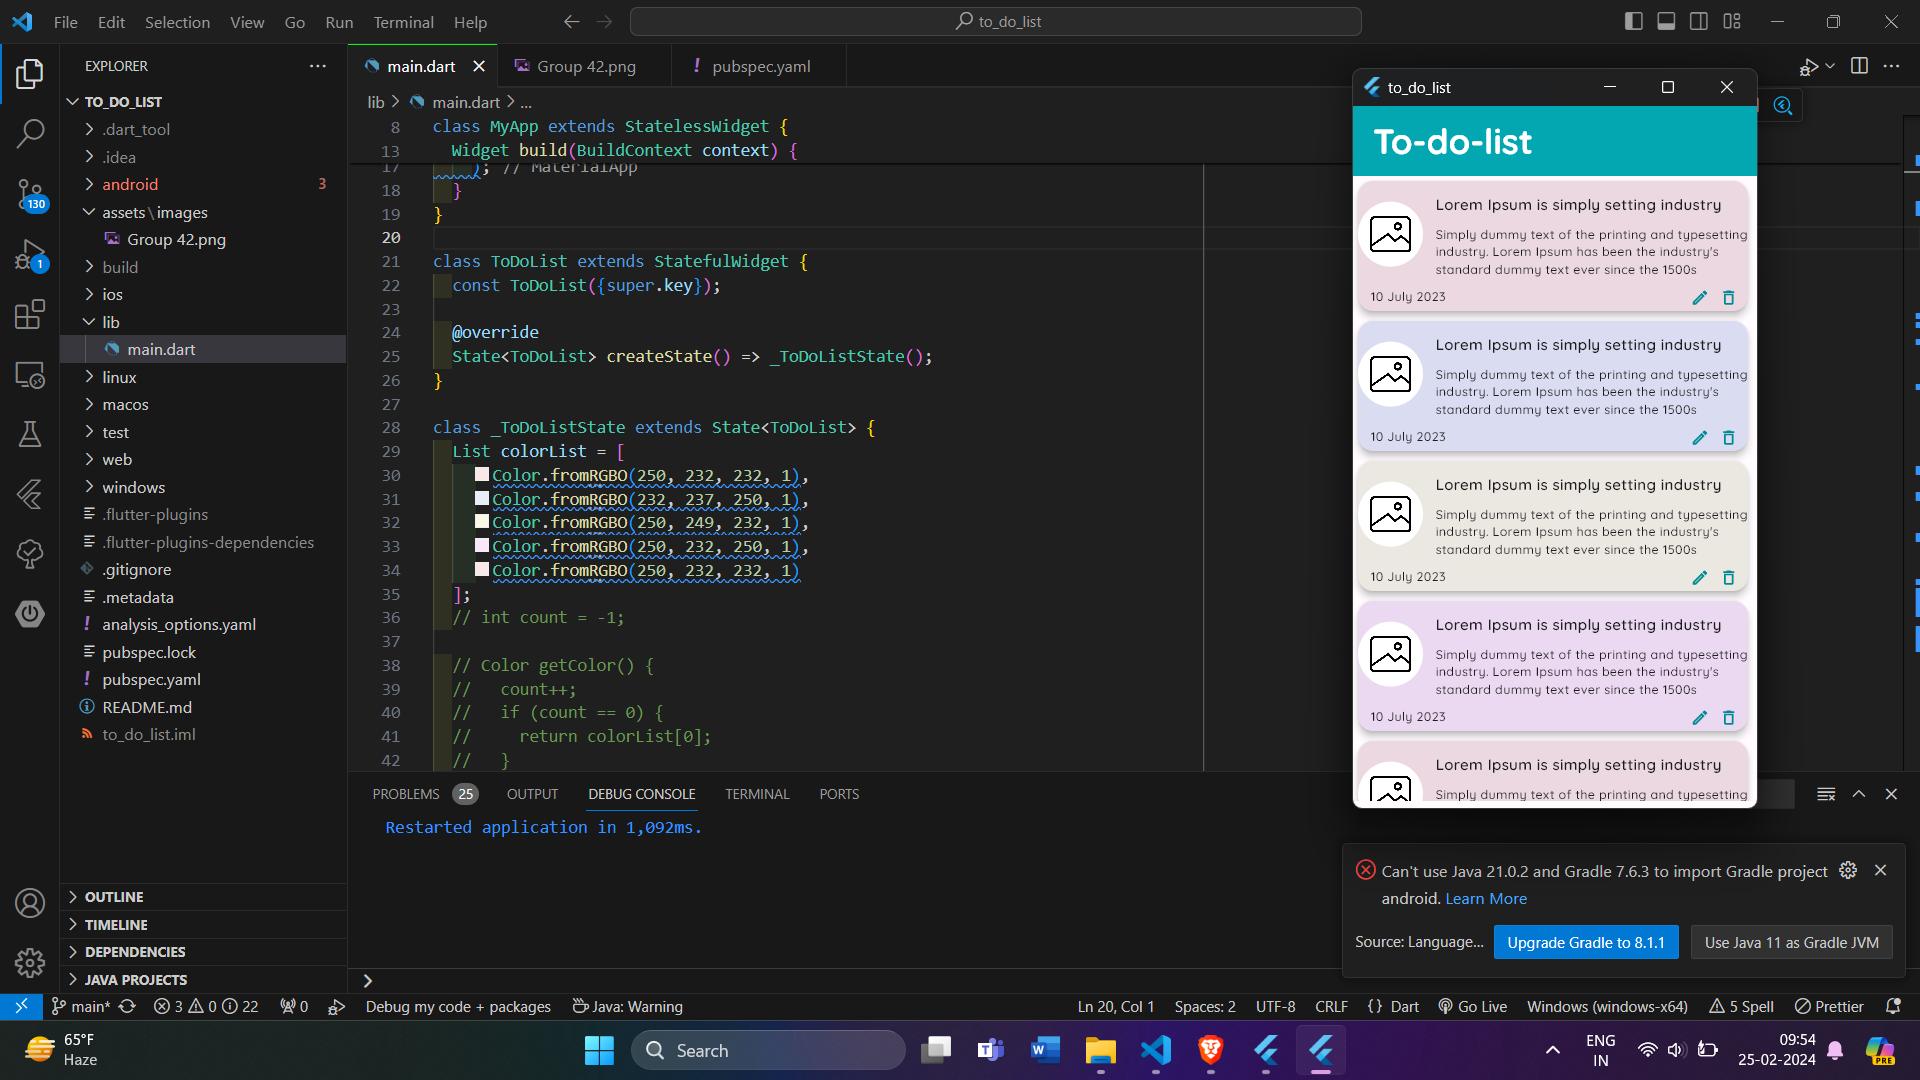 File Edit Selection View Go Run Terminal Help
to_do_list
EXPLORER
TO_DO_LIST
.dart_tool
.idea
android 3
assets\images
Group 42.png
build
ios
lib
main.dart
linux
macos
test
web
windows
.flutter-plugins
.flutter-plugins-dependencies
.gitignore
.metadata
analysis_options.yaml
pubspec.lock
pubspec.yaml
README.md
to_do_list.iml
OUTLINE
TIMELINE
DEPENDENCIES
JAVA PROJECTS
130
1
main.dart
Group 42.png
pubspec.yaml
lib > main.dart > ...
8 class MyApp extends StatelessWidget {
13 Widget build(BuildContext context) {
17 ); // MaterialApp
18 }
19 }
20
21 class ToDoList extends StatefulWidget {
22 const ToDoList({super.key});
23
24 @override
25 State<ToDoList> createState() => _ToDoListState();
26 }
27
28 class _ToDoListState extends State<ToDoList> {
29 List colorList = [
30 Color.fromRGBO(250, 232, 232, 1),
31 Color.fromRGBO(232, 237, 250, 1),
32 Color.fromRGBO(250, 249, 232, 1),
33 Color.fromRGBO(250, 232, 250, 1),
34 Color.fromRGBO(250, 232, 232, 1)
35 ];
36 // int count = -1;
37
38 // Color getColor() {
39 // count++;
40 // if (count == 0) {
41 // return colorList[0];
42 // }
PROBLEMS 25 OUTPUT DEBUG CONSOLE TERMINAL PORTS
Restarted application in 1,092ms.
to_do_list
To-do-list
Lorem Ipsum is simply setting industry
Simply dummy text of the printing and typesetting
industry. Lorem Ipsum has been the industry's
standard dummy text ever since the 1500s
10 July 2023
Lorem Ipsum is simply setting industry
Simply dummy text of the printing and typesetting
industry. Lorem Ipsum has been the industry's
standard dummy text ever since the 1500s
10 July 2023
Lorem Ipsum is simply setting industry
Simply dummy text of the printing and typesetting
industry. Lorem Ipsum has been the industry's
standard dummy text ever since the 1500s
10 July 2023
Lorem Ipsum is simply setting industry
Simply dummy text of the printing and typesetting
industry. Lorem Ipsum has been the industry's
standard dummy text ever since the 1500s
10 July 2023
Lorem Ipsum is simply setting industry
Simply dummy text of the printing and typesetting
Can't use Java 21.0.2 and Gradle 7.6.3 to import Gradle project
android. Learn More
Source: Language... Upgrade Gradle to 8.1.1 Use Java 11 as Gradle JVM
main* 3 0 22 0 Debug my code + packages Java: Warning Ln 20, Col 1 Spaces: 2 UTF-8 CRLF {} Dart Go Live Windows (windows-x64) 5 Spell Prettier
65°F
Haze
Search
ENG
IN
09:54
25-02-2024
PRE